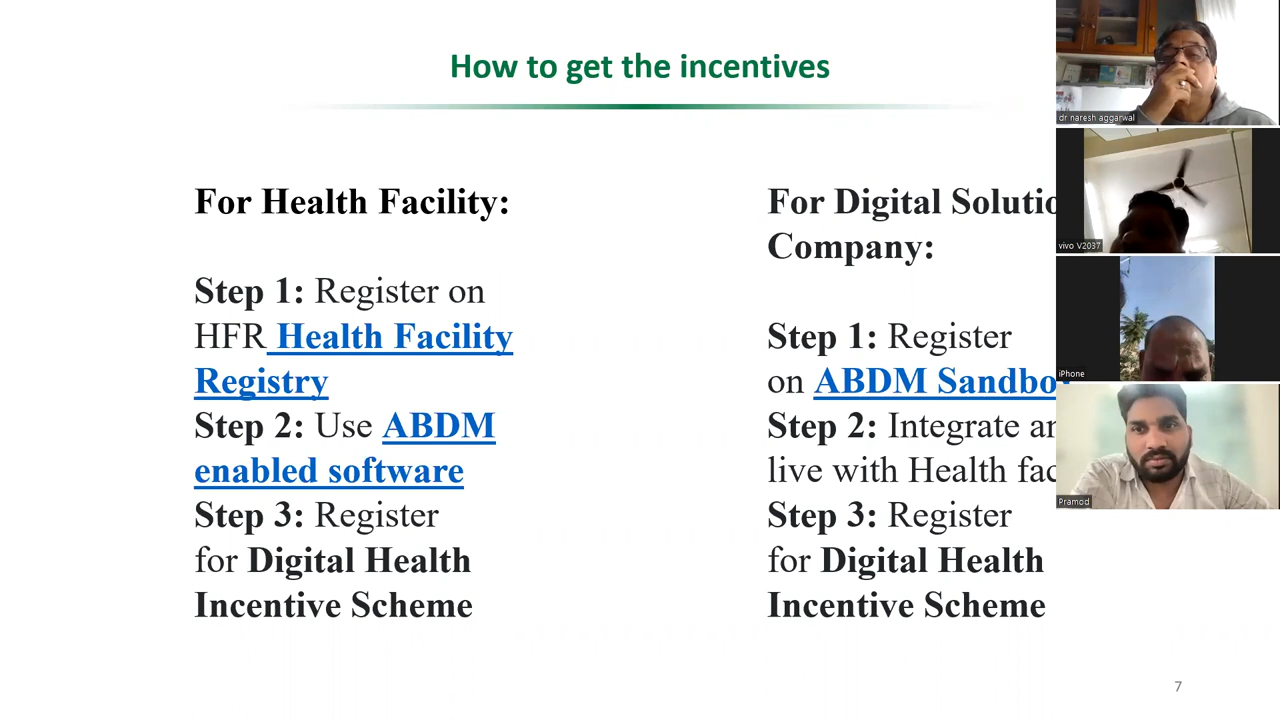 How to get the incentives
For Health Facility:
Step 1: Register on
HFR Health Facility
Registry
Step 2: Use ABDM
enabled software
Step 3: Register
for Digital Health
Incentive Scheme
For Digital Solutio
Company:
Step 1: Register
on ABDM Sandbo
Step 2: Integrate an
live with Health fac
Step 3: Register
for Digital Health
Incentive Scheme
dr naresh aggarwal
vivo V2037
iPhone
Pramod
7